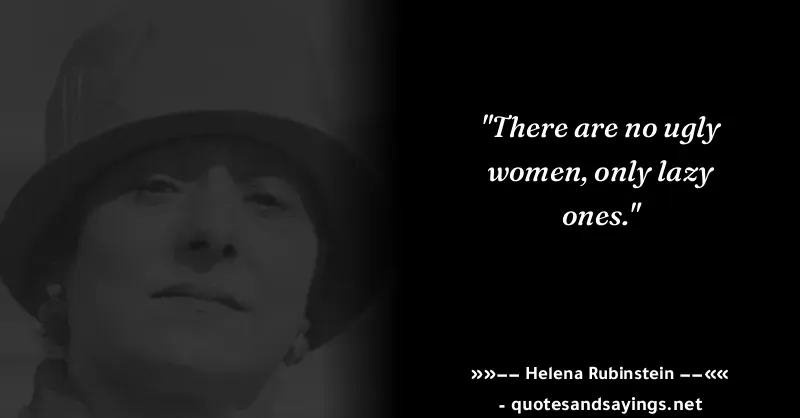 "There are no ugly
women, only lazy
ones."
»»—— Helena Rubinstein ——««
- quotesandsayings.net